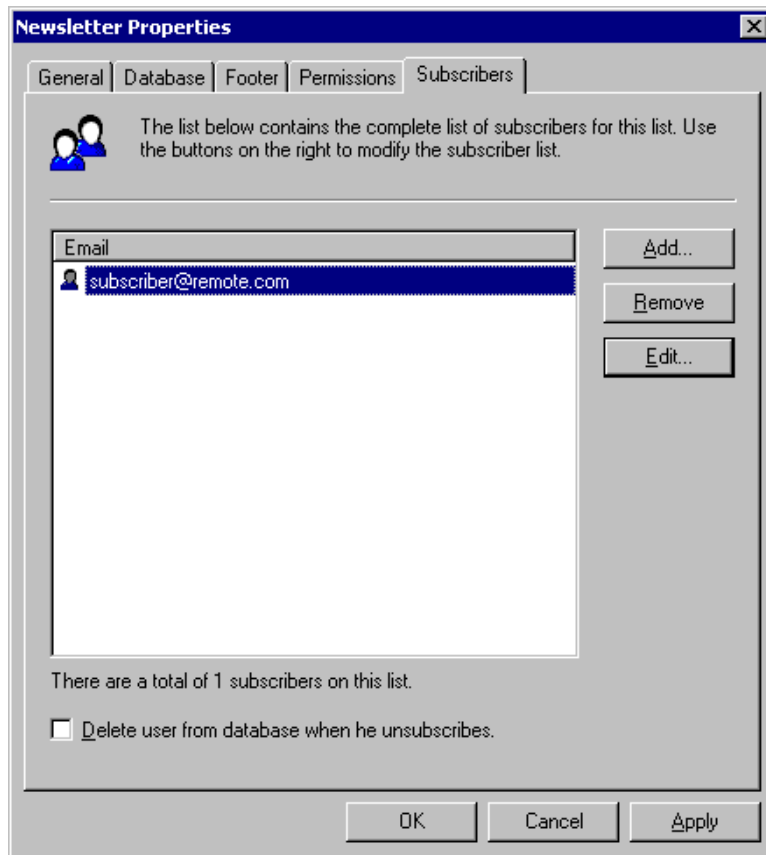 Newsletter Properties
General Database Footer Permissions Subscribers
The list below contains the complete list of subscribers for this list. Use
the buttons on the right to modify the subscriber list.
Email
subscriber@remote.com
Add...
Remove
Edit...
There are a total of 1 subscribers on this list.
Delete user from database when he unsubscribes.
OK Cancel Apply